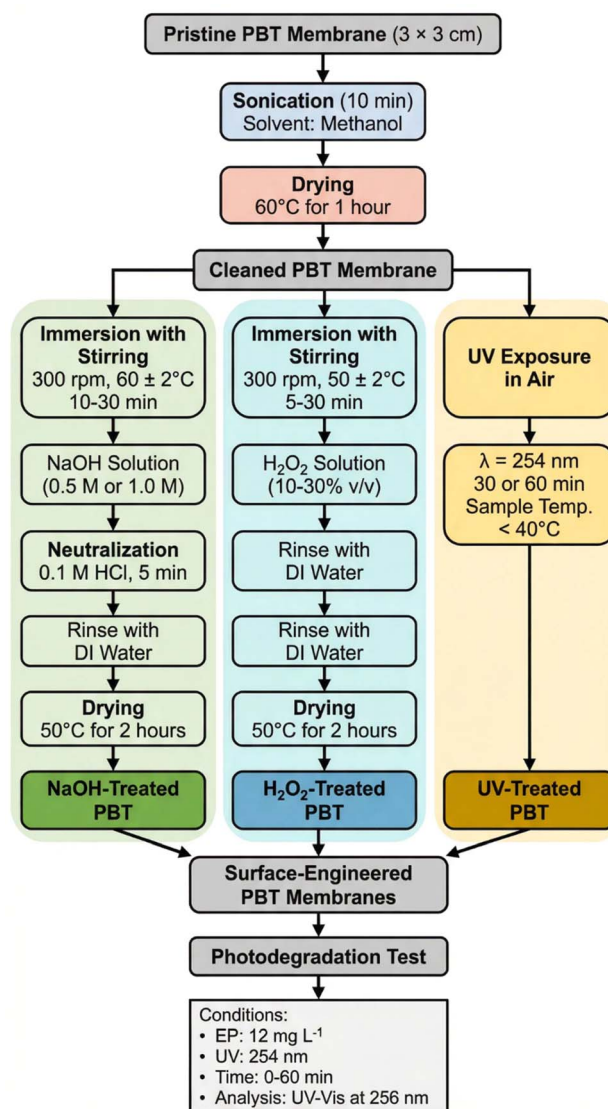 Pristine PBT Membrane (3 × 3 cm)
Sonication (10 min)
Solvent: Methanol
Drying
60°C for 1 hour
Cleaned PBT Membrane
Immersion with
Stirring
300 rpm, 60 ± 2°C
10-30 min
NaOH Solution
(0.5 M or 1.0 M)
Neutralization
0.1 M HCl, 5 min
Rinse with
DI Water
Drying
50°C for 2 hours
NaOH-Treated
PBT
Immersion with
Stirring
300 rpm, 50 ± 2°C
5-30 min
H₂O₂ Solution
(10-30% v/v)
Rinse with
DI Water
Rinse with
DI Water
Drying
50°C for 2 hours
H₂O₂-Treated
PBT
UV Exposure
in Air
λ = 254 nm
30 or 60 min
Sample Temp.
< 40°C
UV-Treated
PBT
Surface-Engineered
PBT Membranes
Photodegradation Test
Conditions:
• EP: 12 mg L⁻¹
• UV: 254 nm
• Time: 0-60 min
• Analysis: UV-Vis at 256 nm